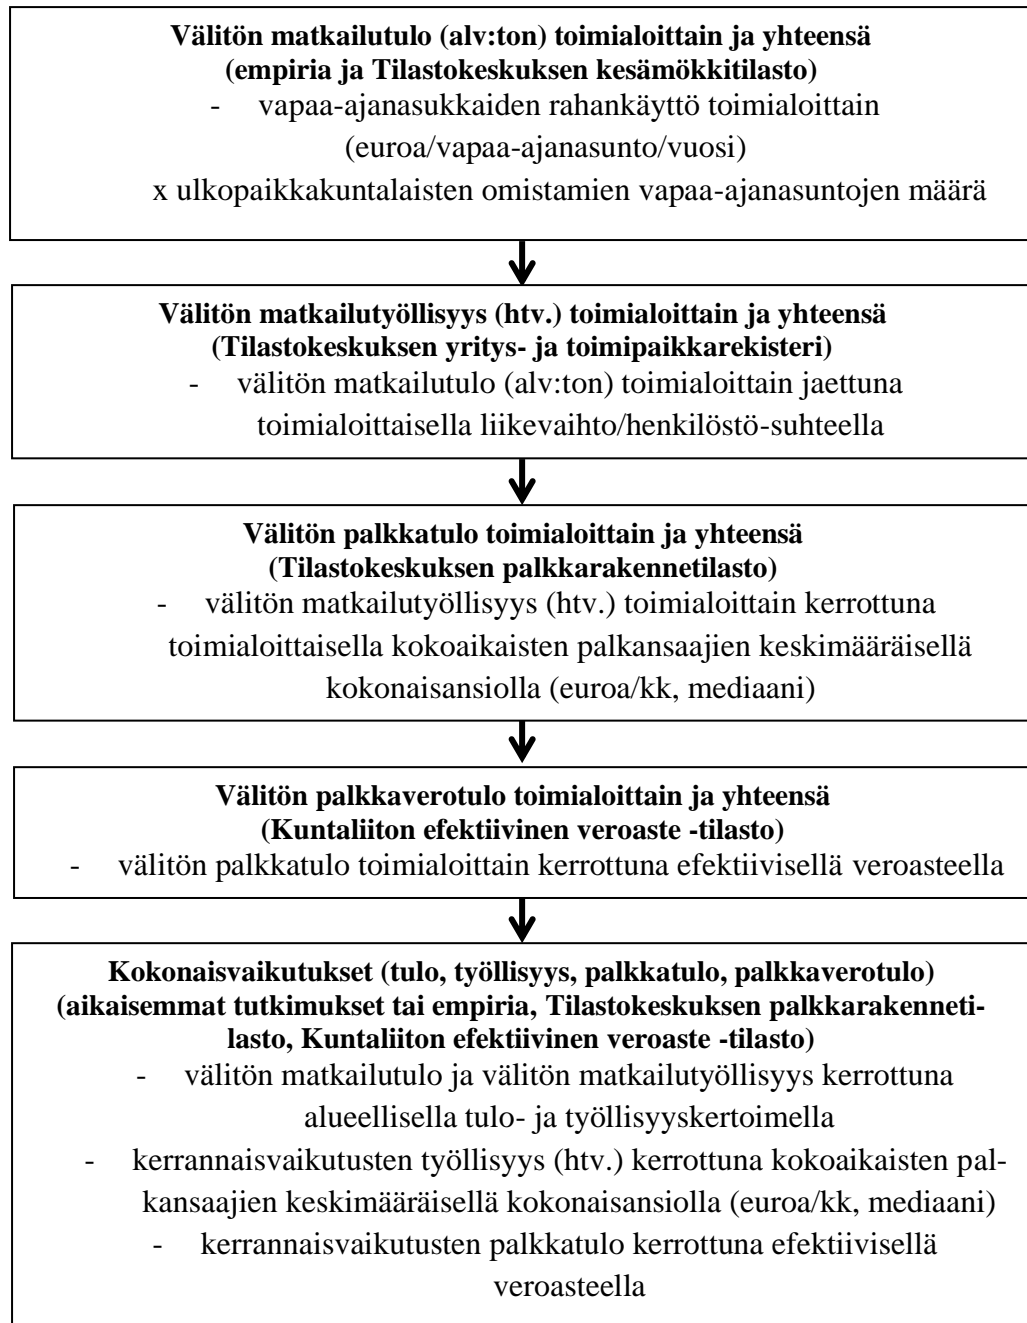 Välitön matkailutulo (alv:ton) toimialoittain ja yhteensä
(empiria ja Tilastokeskuksen kesämökkitilasto)
- vapaa-ajanasukkaiden rahankäyttö toimialoittain
(euroa/vapaa-ajanasunto/vuosi)
x ulkopaikkakuntalaisten omistamien vapaa-ajanasuntojen määrä
Välitön matkailutyöllisyys (htv.) toimialoittain ja yhteensä
(Tilastokeskuksen yritys- ja toimipaikkarekisteri)
- välitön matkailutulo (alv:ton) toimialoittain jaettuna
toimialoittaisella liikevaihto/henkilöstö-suhteella
Välitön palkkatulo toimialoittain ja yhteensä
(Tilastokeskuksen palkkarakennetilasto)
- välitön matkailutyöllisyys (htv.) toimialoittain kerrottuna
toimialoittaisella kokoaikaisten palkansaajien keskimääräisellä
kokonaisansiolla (euroa/kk, mediaani)
Välitön palkkaverotulo toimialoittain ja yhteensä
(Kuntaliiton efektiivinen veroaste -tilasto)
- välitön palkkatulo toimialoittain kerrottuna efektiivisellä veroasteella
Kokonaisvaikutukset (tulo, työllisyys, palkkatulo, palkkaverotulo)
(aikaisemmat tutkimukset tai empiria, Tilastokeskuksen palkkarakenneti-
lasto, Kuntaliiton efektiivinen veroaste -tilasto)
- välitön matkailutulo ja välitön matkailutyöllisyys kerrottuna
alueellisella tulo- ja työllisyyskertoimella
- kerrannaisvaikutusten työllisyys (htv.) kerrottuna kokoaikaisten pal-
kansaajien keskimääräisellä kokonaisansiolla (euroa/kk, mediaani)
- kerrannaisvaikutusten palkkatulo kerrottuna efektiivisellä
veroasteella